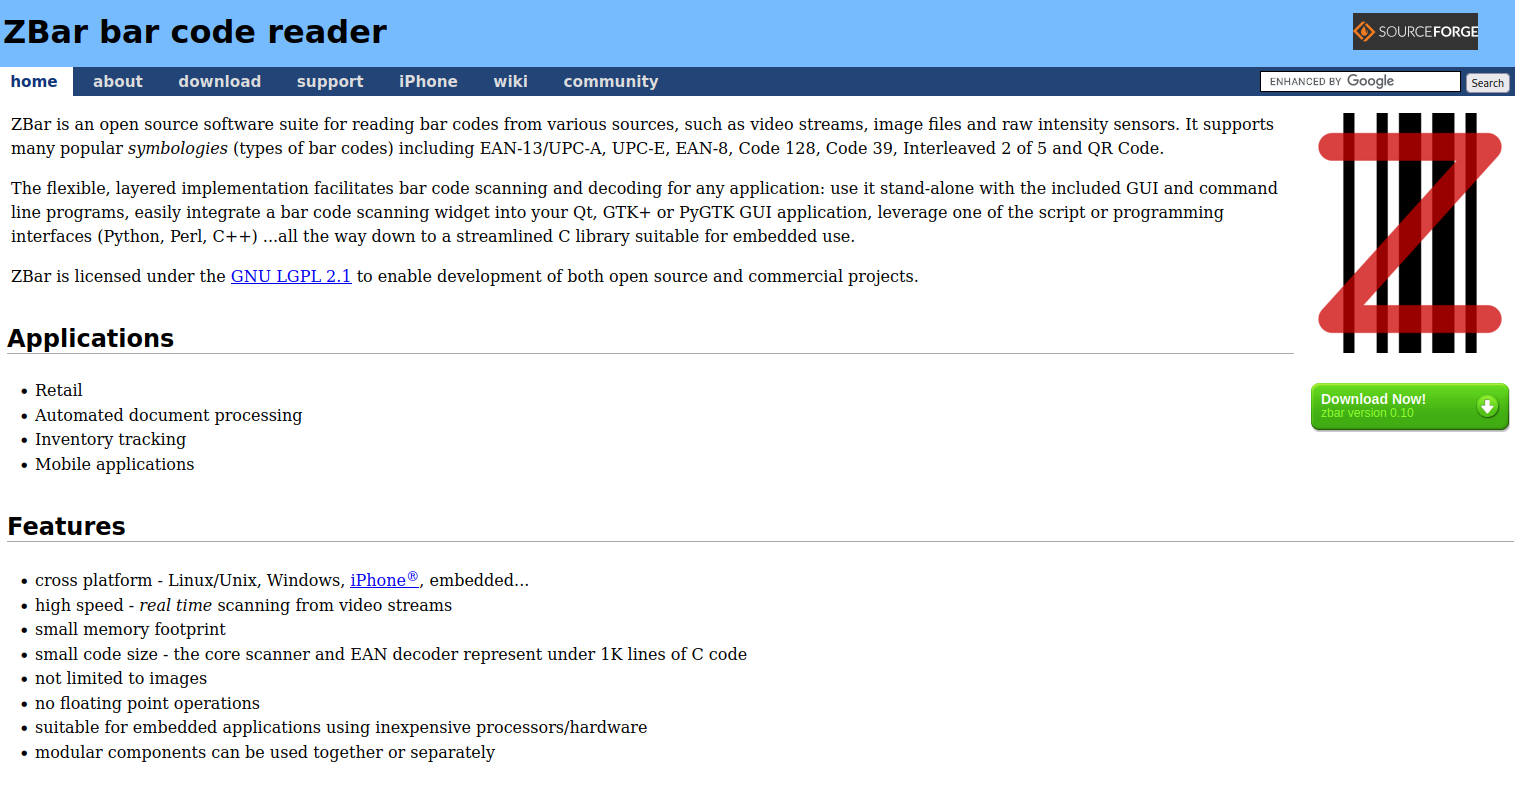 ZBar bar code reader
SOURCEFORGE
home about download support iPhone wiki community
ENHANCED BY Google Search
ZBar is an open source software suite for reading bar codes from various sources, such as video streams, image files and raw intensity sensors. It supports
many popular symbologies (types of bar codes) including EAN-13/UPC-A, UPC-E, EAN-8, Code 128, Code 39, Interleaved 2 of 5 and QR Code.
The flexible, layered implementation facilitates bar code scanning and decoding for any application: use it stand-alone with the included GUI and command
line programs, easily integrate a bar code scanning widget into your Qt, GTK+ or PyGTK GUI application, leverage one of the script or programming
interfaces (Python, Perl, C++) ...all the way down to a streamlined C library suitable for embedded use.
ZBar is licensed under the GNU LGPL 2.1 to enable development of both open source and commercial projects.
Z
Applications
• Retail
• Automated document processing
• Inventory tracking
• Mobile applications
Download Now!
zbar version 0.10
Features
• cross platform - Linux/Unix, Windows, iPhone®, embedded...
• high speed - real time scanning from video streams
• small memory footprint
• small code size - the core scanner and EAN decoder represent under 1K lines of C code
• not limited to images
• no floating point operations
• suitable for embedded applications using inexpensive processors/hardware
• modular components can be used together or separately